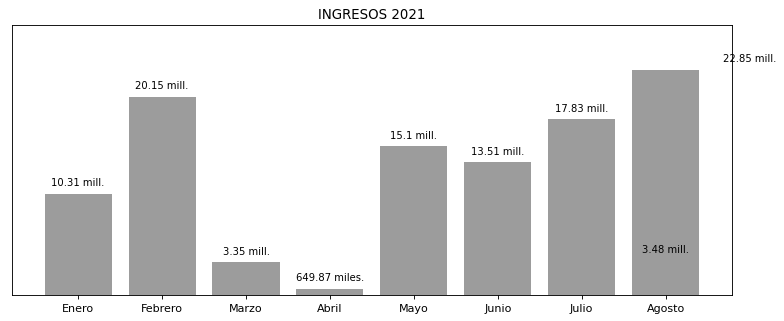 INGRESOS 2021
22.85 mill.
20.15 mill.
17.83 mill.
15.1 mill.
13.51 mill.
10.31 mill.
3.35 mill.
3.48 mill.
649.87 miles.
Enero Febrero Marzo Abril Mayo Junio Julio Agosto